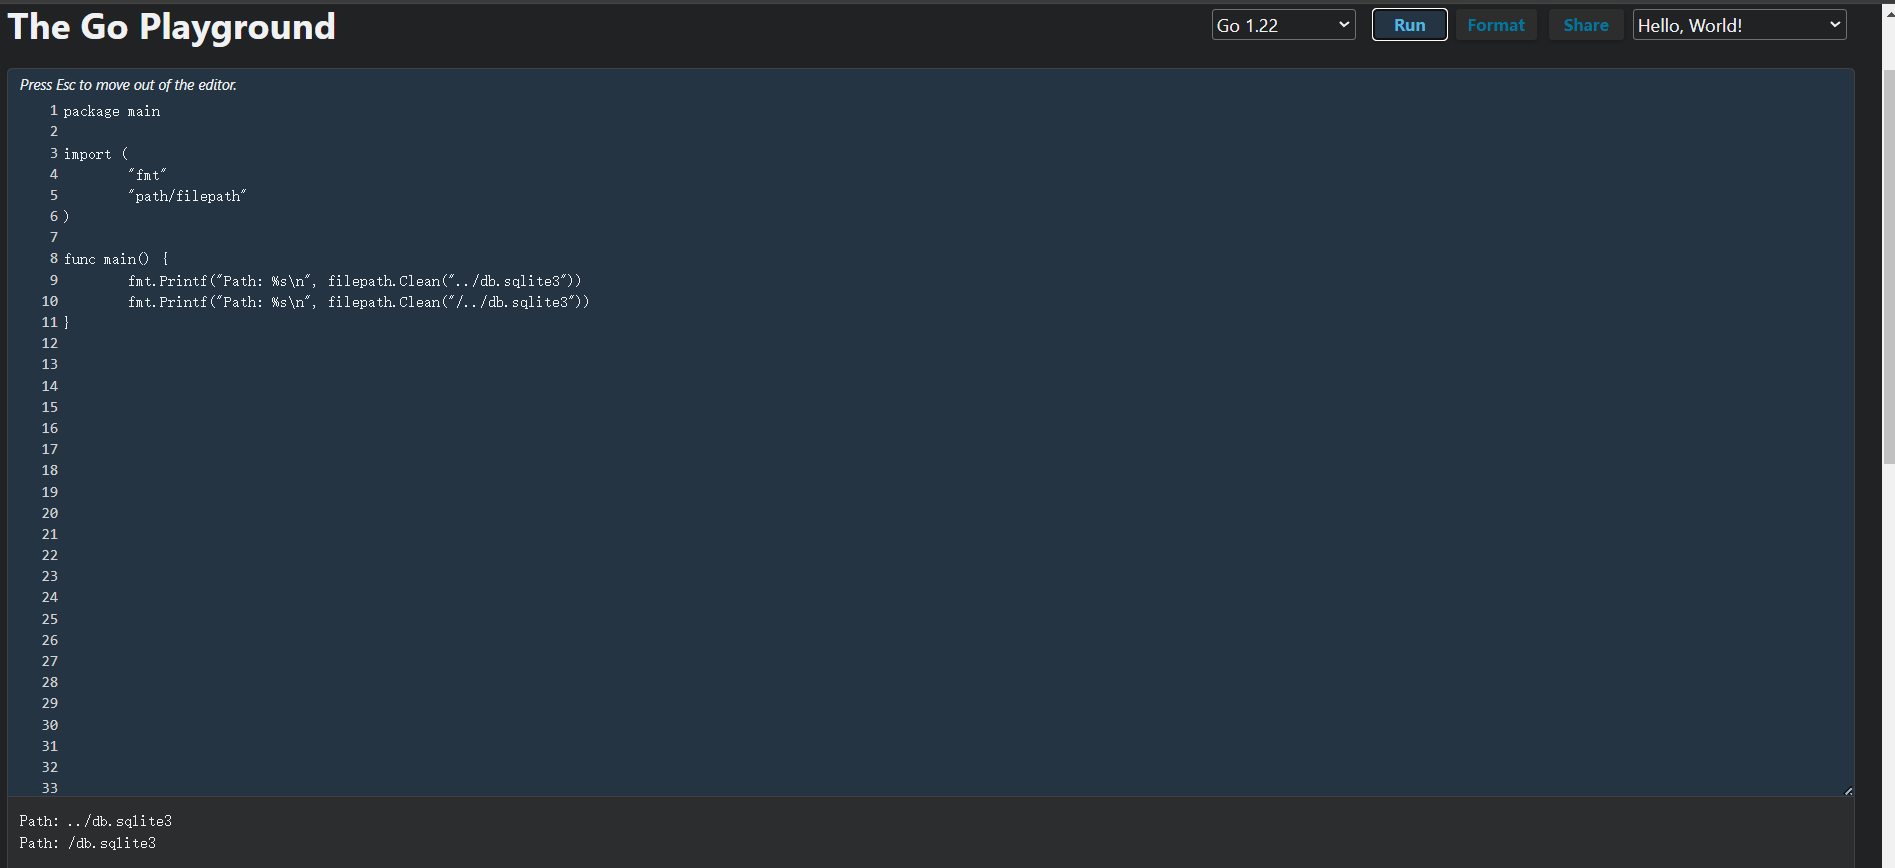 The Go Playground
Go 1.22 Run Format Share Hello, World!
Press Esc to move out of the editor.
1 package main
2
3 import (
4 "fmt"
5 "path/filepath"
6 )
7
8 func main() {
9 fmt.Printf("Path: %s\n", filepath.Clean("../db.sqlite3"))
10 fmt.Printf("Path: %s\n", filepath.Clean("/../db.sqlite3"))
11 }
12
13
14
15
16
17
18
19
20
21
22
23
24
25
26
27
28
29
30
31
32
33
Path: ../db.sqlite3
Path: /db.sqlite3